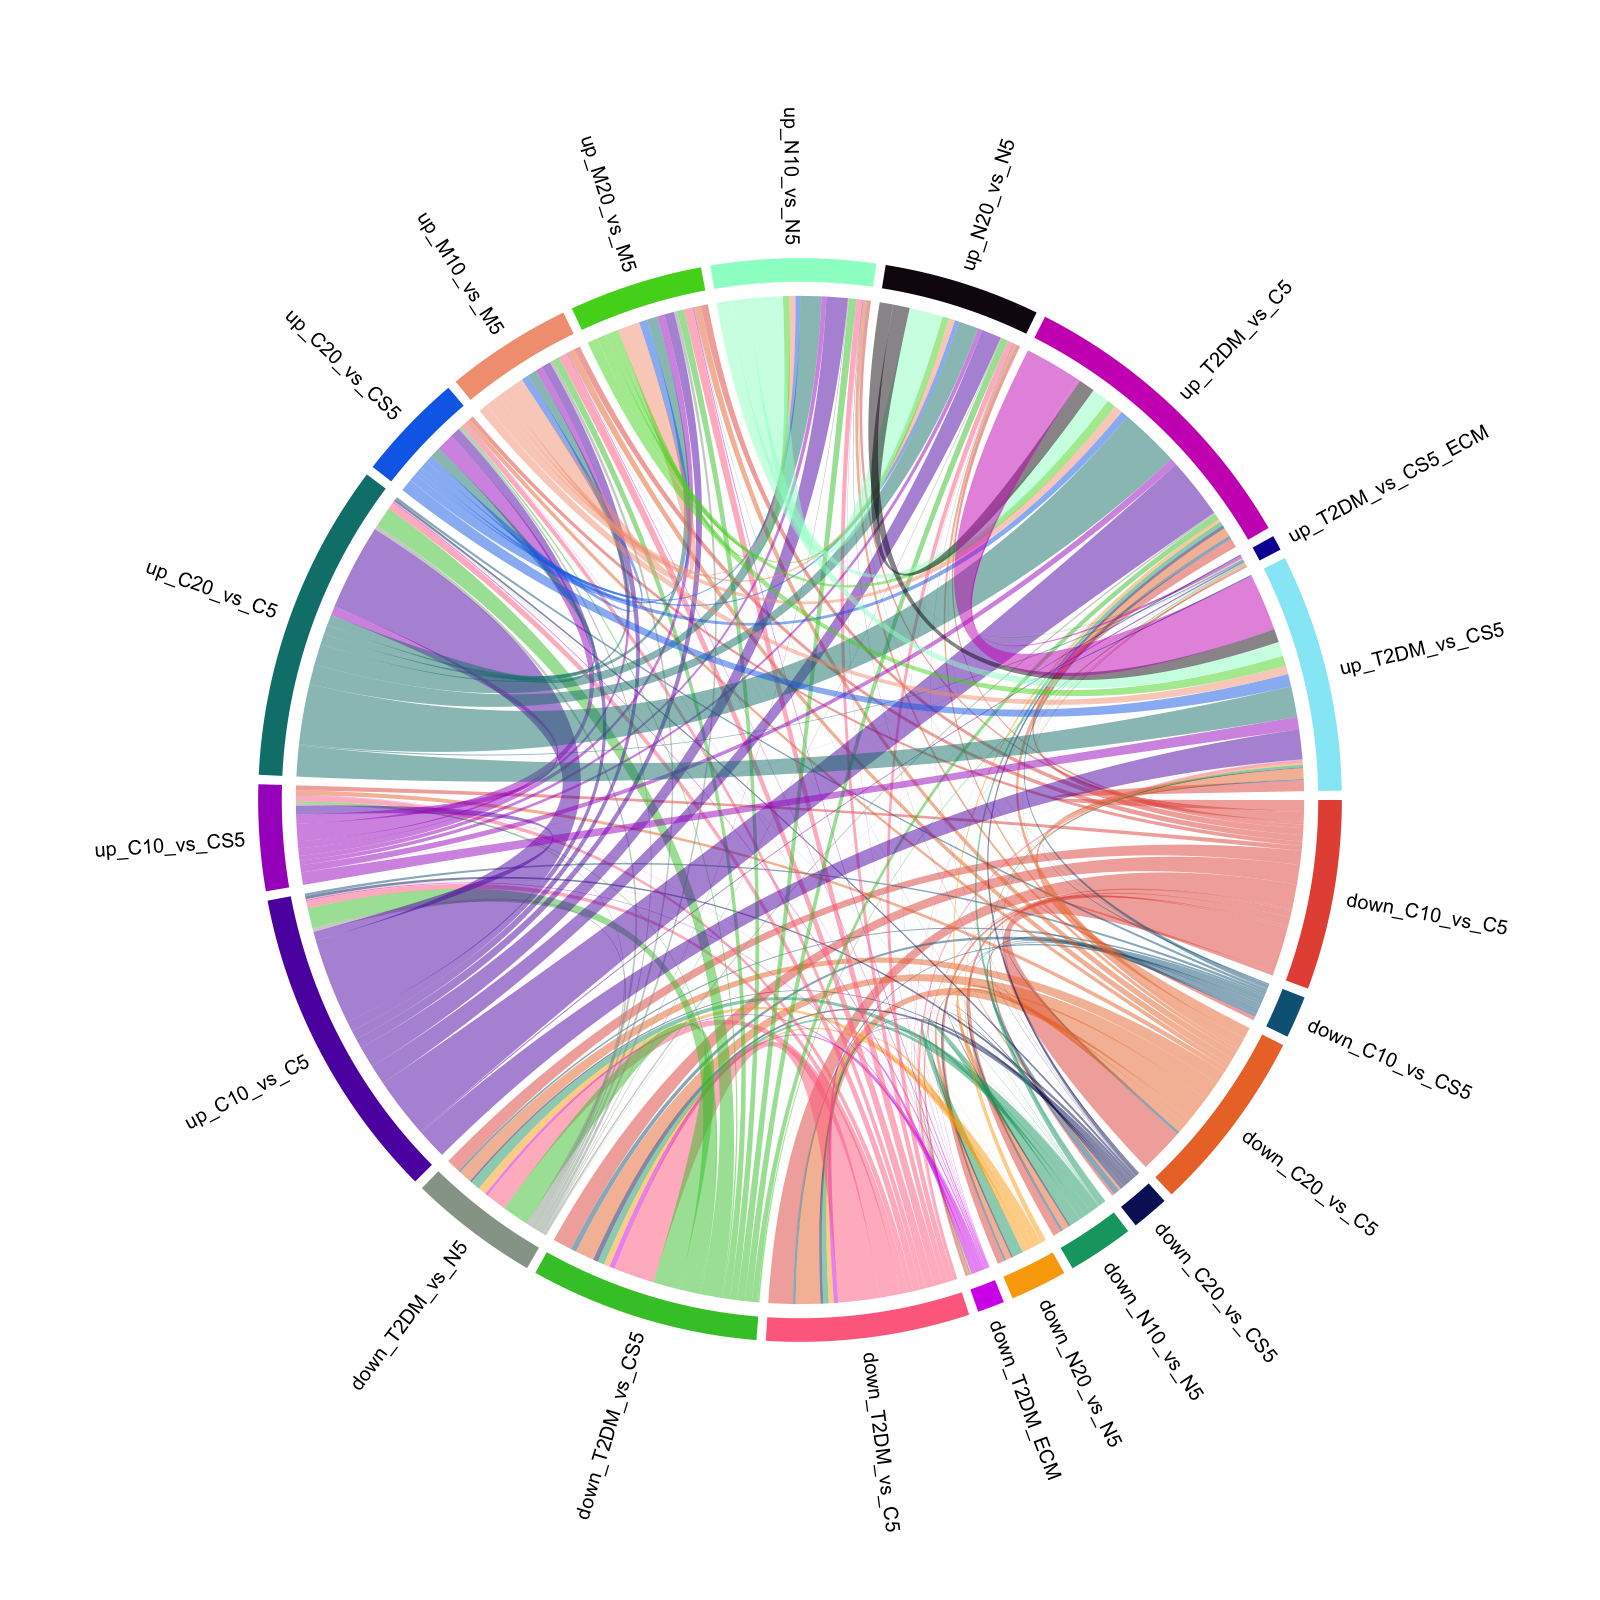 up_N10_vs_N5
up_N20_vs_N5
up_T2DM_vs_C5
up_T2DM_vs_CS5_ECM
up_T2DM_vs_CS5
down_C10_vs_C5
down_C10_vs_CS5
down_C20_vs_C5
down_C20_vs_CS5
down_N10_vs_N5
down_N20_vs_N5
down_T2DM_ECM
down_T2DM_vs_C5
down_T2DM_vs_CS5
down_T2DM_vs_N5
up_C10_vs_C5
up_C10_vs_CS5
up_C20_vs_C5
up_C20_vs_CS5
up_M10_vs_M5
up_M20_vs_M5